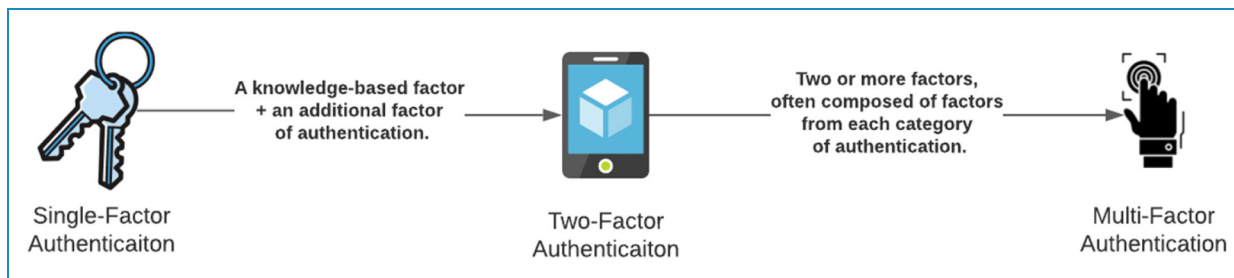 A knowledge-based factor
+ an additional factor
of authentication.
Two or more factors,
often composed of factors
from each category
of authentication.
Single-Factor
Authenticaiton
Two-Factor
Authenticaiton
Multi-Factor
Authentication